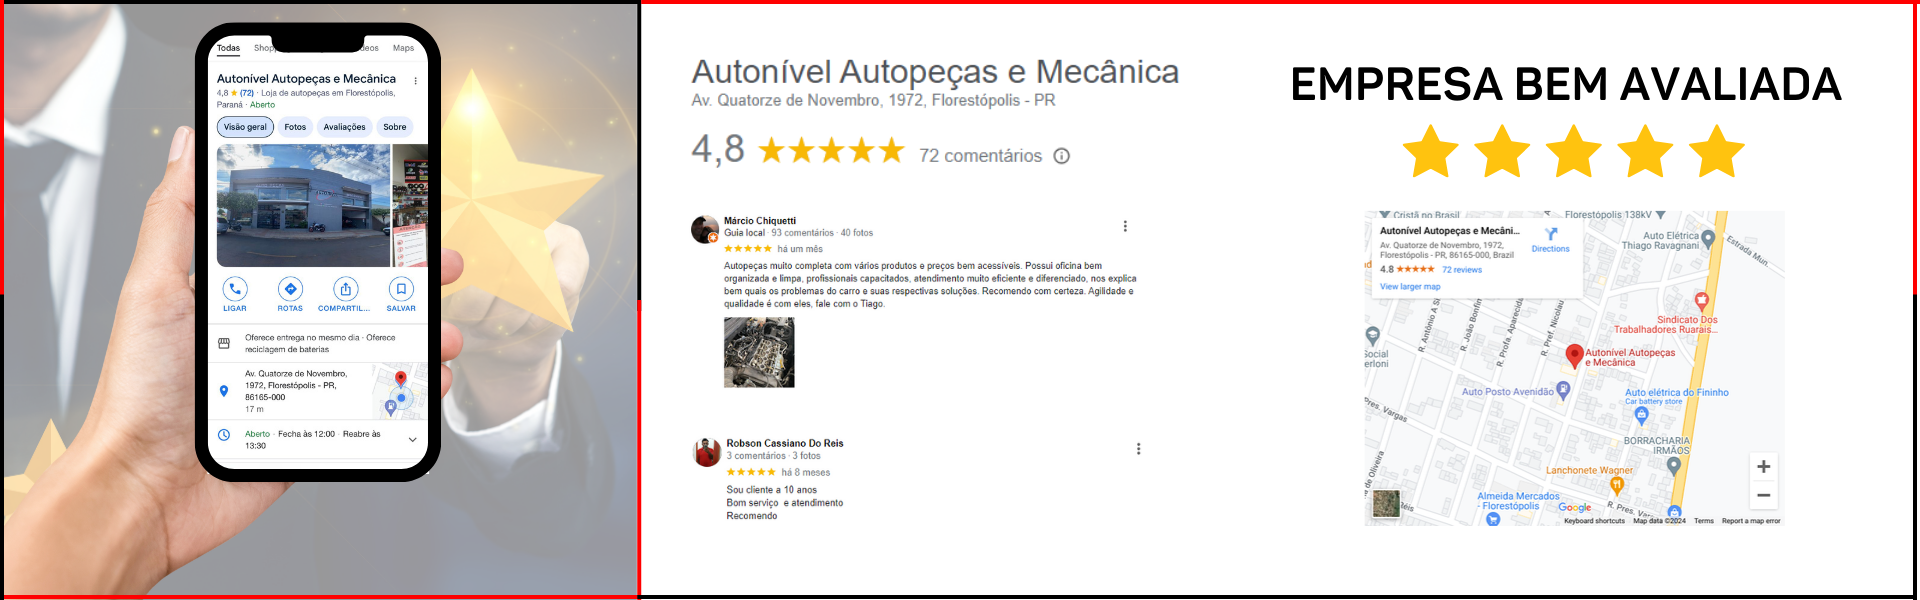 Todas Shop deos Maps
Autonível Autopeças e Mecânica
4,8 ★ (72) · Loja de autopeças em Florestópolis,
Paraná · Aberto
Visão geral Fotos Avaliações Sobre
LIGAR ROTAS COMPARTIL... SALVAR
Oferece entrega no mesmo dia · Oferece
reciclagem de baterias
Av. Quatorze de Novembro,
1972, Florestópolis - PR,
86165-000
17 m
Aberto · Fecha às 12:00 · Reabre às
13:30
Autonível Autopeças e Mecânica
Av. Quatorze de Novembro, 1972, Florestópolis - PR
4,8 ★★★★★ 72 comentários
Márcio Chiquetti
Guia local · 93 comentários · 40 fotos
★★★★★ há um mês
Autopeças muito completa com vários produtos e preços bem acessíveis. Possui oficina bem
organizada e limpa, profissionais capacitados, atendimento muito eficiente e diferenciado, nos explica
bem quais os problemas do carro e suas respectivas soluções. Recomendo com certeza. Agilidade e
qualidade é com eles, fale com o Tiago.
Robson Cassiano Do Reis
3 comentários · 3 fotos
★★★★★ há 8 meses
Sou cliente a 10 anos
Bom serviço e atendimento
Recomendo
EMPRESA BEM AVALIADA
Cristã no Brasil
Florestópolis 138kV
Autonível Autopeças e Mecâni...
Av. Quatorze de Novembro, 1972,
Florestópolis - PR, 86165-000, Brazil
4.8 ★★★★★ 72 reviews
View larger map
Directions
Auto Elétrica
Thiago Ravagnani
Estrada Mun.
Sindicato Dos
Trabalhadores Ruarais...
R. António A S
R. João Bonfin
R. Profa. Aparecida
R. Pref. Nicolau
Social
erloni
Autonível Autopeças
e Mecânica
Auto Posto Avenidão
Auto elétrica do Fininho
Car battery store
Pres. Vargas
BORRACHARIA
IRMÃOS
de Oliveira
Lanchonete Wagner
Almeida Mercados
- Florestópolis
Google
R. Pres. Va
Keyboard shortcuts Map data ©2024 Terms Report a map error